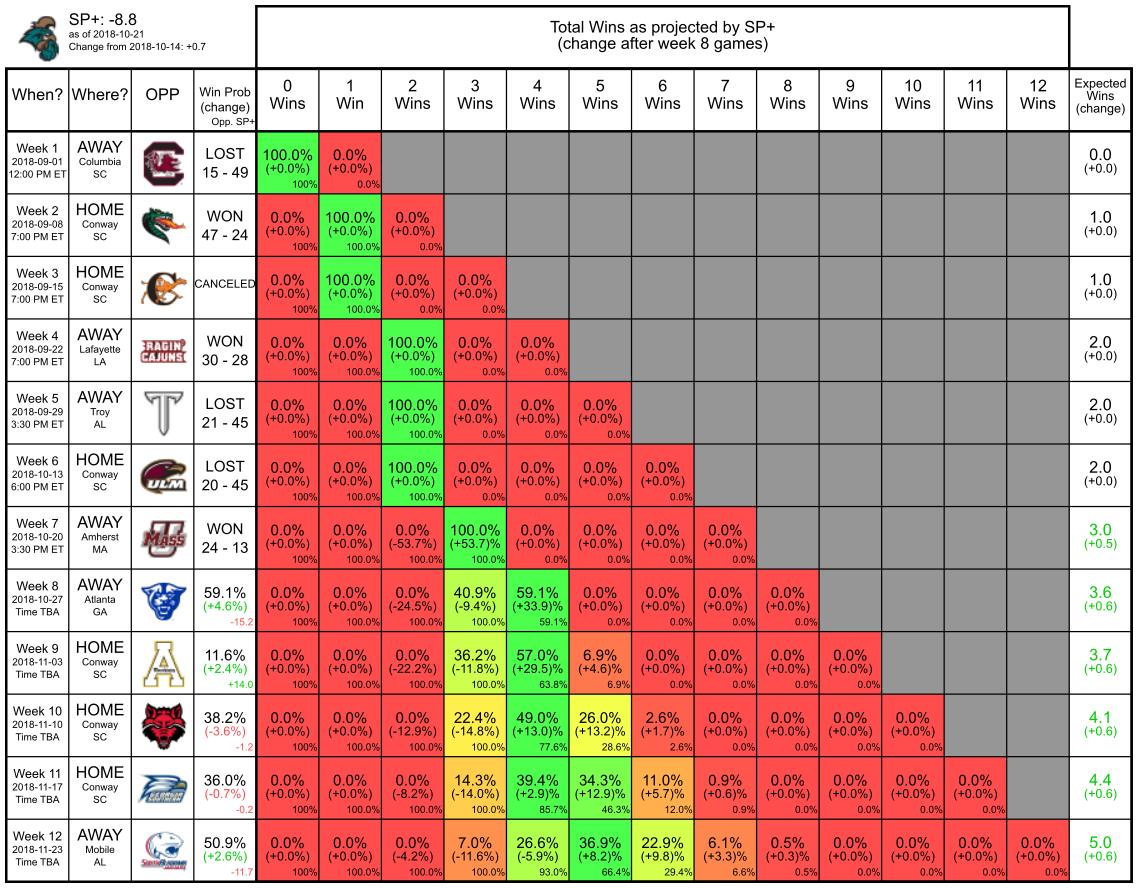 SP+: -8.8
as of 2018-10-21
Change from 2018-10-14: +0.7
Total Wins as projected by SP+
(change after week 8 games)
When? Where? OPP Win Prob (change) Opp. SP+ 0 Wins 1 Win 2 Wins 3 Wins 4 Wins 5 Wins 6 Wins 7 Wins 8 Wins 9 Wins 10 Wins 11 Wins 12 Wins Expected Wins (change)
Week 1 AWAY LOST 100.0% 0.0% 0.0
2018-09-01 Columbia 15 - 49 (+0.0%) (+0.0%) (+0.0)
12:00 PM ET SC 100% 0.0%
Week 2 HOME WON 0.0% 100.0% 0.0% 1.0
2018-09-08 Conway 47 - 24 (+0.0%) (+0.0%) (+0.0%) (+0.0)
7:00 PM ET SC 100% 100.0% 0.0%
Week 3 HOME CANCELED 0.0% 100.0% 0.0% 0.0% 1.0
2018-09-15 Conway (+0.0%) (+0.0%) (+0.0%) (+0.0%) (+0.0)
7:00 PM ET SC 100% 100.0% 0.0% 0.0%
Week 4 AWAY RAGIN' WON 0.0% 0.0% 100.0% 0.0% 0.0% 2.0
2018-09-22 Lafayette CAJUNS 30 - 28 (+0.0%) (+0.0%) (+0.0%) (+0.0%) (+0.0%) (+0.0)
7:00 PM ET LA 100% 100.0% 100.0% 0.0% 0.0%
Week 5 AWAY T LOST 0.0% 0.0% 100.0% 0.0% 0.0% 0.0% 2.0
2018-09-29 Troy 21 - 45 (+0.0%) (+0.0%) (+0.0%) (+0.0%) (+0.0%) (+0.0%) (+0.0)
3:30 PM ET AL 100% 100.0% 100.0% 0.0% 0.0% 0.0%
Week 6 HOME LOST 0.0% 0.0% 100.0% 0.0% 0.0% 0.0% 0.0% 2.0
2018-10-13 Conway 20 - 45 (+0.0%) (+0.0%) (+0.0%) (+0.0%) (+0.0%) (+0.0%) (+0.0%) (+0.0)
6:00 PM ET SC ULM 100% 100.0% 100.0% 0.0% 0.0% 0.0% 0.0%
Week 7 AWAY U WON 0.0% 0.0% 0.0% 100.0% 0.0% 0.0% 0.0% 0.0% 3.0
2018-10-20 Amherst MASS 24 - 13 (+0.0%) (+0.0%) (-53.7%) (+53.7)% (+0.0%) (+0.0%) (+0.0%) (+0.0%) (+0.5)
3:30 PM ET MA 100% 100.0% 100.0% 100.0% 0.0% 0.0% 0.0% 0.0%
Week 8 AWAY 59.1% 0.0% 0.0% 0.0% 40.9% 59.1% 0.0% 0.0% 0.0% 0.0% 3.6
2018-10-27 Atlanta (+4.6%) (+0.0%) (+0.0%) (-24.5%) (-9.4%) (+33.9)% (+0.0%) (+0.0%) (+0.0%) (+0.0%) (+0.6)
Time TBA GA -15.2 100% 100.0% 100.0% 100.0% 59.1% 0.0% 0.0% 0.0% 0.0%
Week 9 HOME A 11.6% 0.0% 0.0% 0.0% 36.2% 57.0% 6.9% 0.0% 0.0% 0.0% 0.0% 3.7
2018-11-03 Conway (+2.4%) (+0.0%) (+0.0%) (-22.2%) (-11.8%) (+29.5)% (+4.6)% (+0.0%) (+0.0%) (+0.0%) (+0.0%) (+0.6)
Time TBA SC +14.0 100% 100.0% 100.0% 100.0% 63.8% 6.9% 0.0% 0.0% 0.0% 0.0%
Week 10 HOME 38.2% 0.0% 0.0% 0.0% 22.4% 49.0% 26.0% 2.6% 0.0% 0.0% 0.0% 0.0% 4.1
2018-11-10 Conway (-3.6%) (+0.0%) (+0.0%) (-12.9%) (-14.8%) (+13.0)% (+13.2)% (+1.7)% (+0.0%) (+0.0%) (+0.0%) (+0.0%) (+0.6)
Time TBA SC -1.2 100% 100.0% 100.0% 100.0% 77.6% 28.6% 2.6% 0.0% 0.0% 0.0% 0.0%
Week 11 HOME 36.0% 0.0% 0.0% 0.0% 14.3% 39.4% 34.3% 11.0% 0.9% 0.0% 0.0% 0.0% 0.0% 4.4
2018-11-17 Conway (-0.7%) (+0.0%) (+0.0%) (-8.2%) (-14.0%) (+2.9)% (+12.9)% (+5.7)% (+0.6)% (+0.0%) (+0.0%) (+0.0%) (+0.0%) (+0.6)
Time TBA SC GEORGIA SOUTHERN -0.2 100% 100.0% 100.0% 100.0% 85.7% 46.3% 12.0% 0.9% 0.0% 0.0% 0.0% 0.0%
Week 12 AWAY 50.9% 0.0% 0.0% 0.0% 7.0% 26.6% 36.9% 22.9% 6.1% 0.5% 0.0% 0.0% 0.0% 0.0% 5.0
2018-11-23 Mobile (+2.6%) (+0.0%) (+0.0%) (-4.2%) (-11.6%) (-5.9%) (+8.2)% (+9.8)% (+3.3)% (+0.3)% (+0.0%) (+0.0%) (+0.0%) (+0.0%) (+0.6)
Time TBA AL SOUTH ALABAMA -11.7 100% 100.0% 100.0% 100.0% 93.0% 66.4% 29.4% 6.6% 0.5% 0.0% 0.0% 0.0% 0.0%